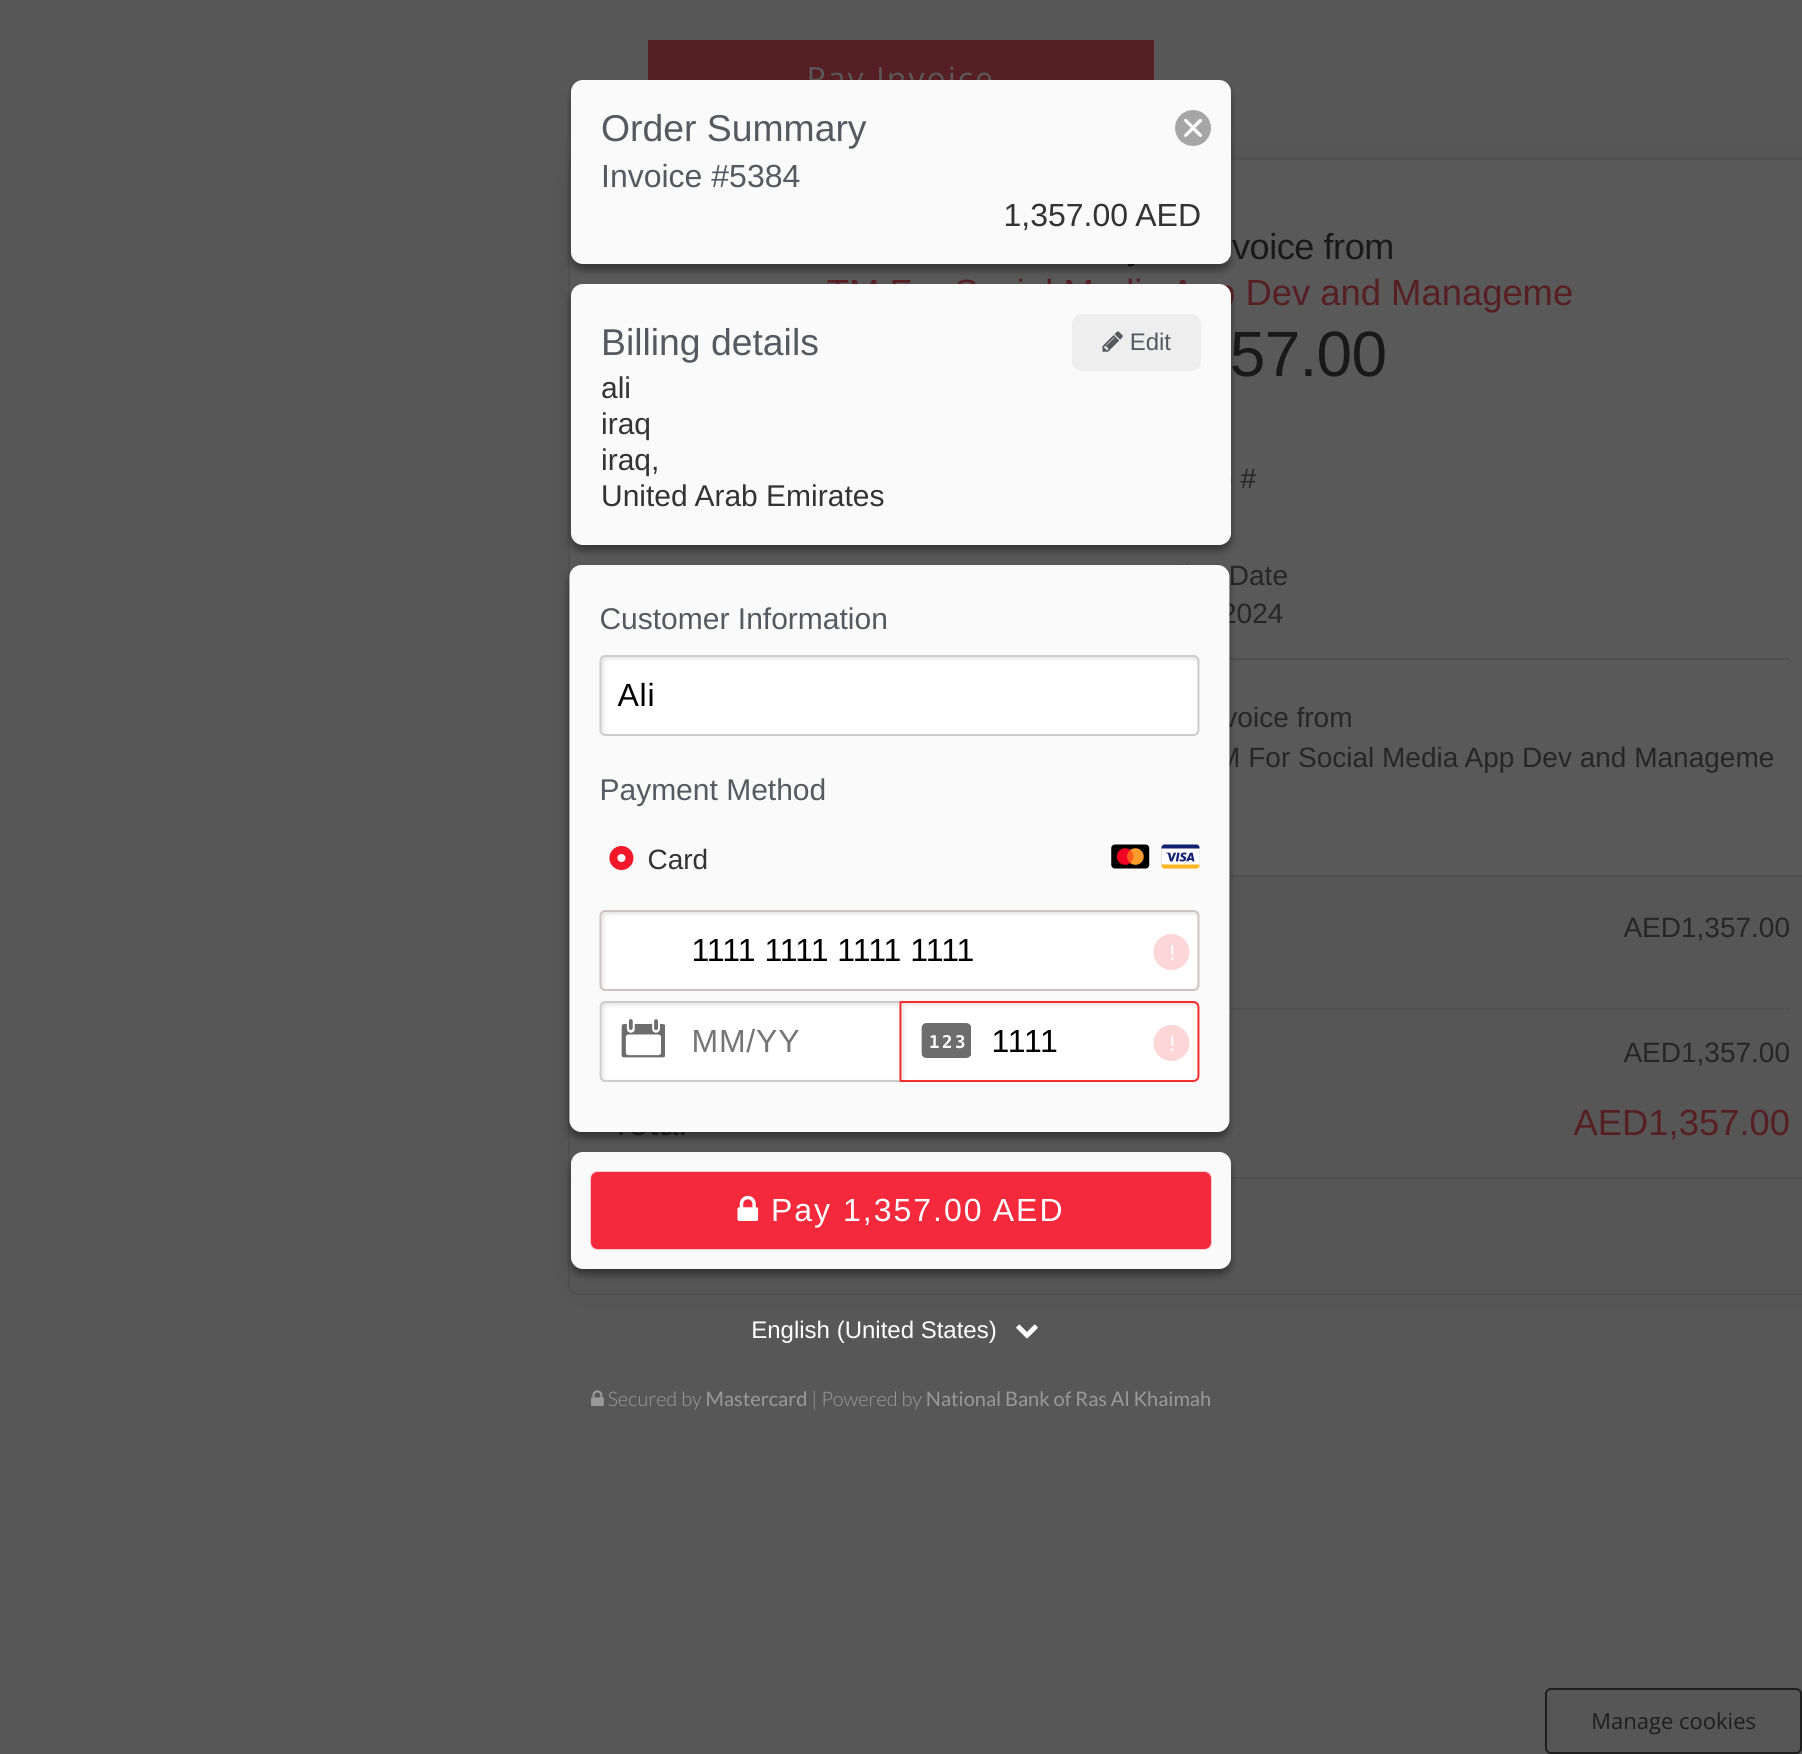 Pay Invoice
Order Summary
Invoice #5384
1,357.00 AED
voice from
Dev and Manageme
57.00
Billing details
Edit
ali
iraq
iraq,
United Arab Emirates
#
Date
2024
Customer Information
Ali
voice from
M For Social Media App Dev and Manageme
Payment Method
Card
VISA
AED1,357.00
1111 1111 1111 1111
!
MM/YY
123
1111
!
AED1,357.00
Total
AED1,357.00
Pay 1,357.00 AED
English (United States)
Secured by Mastercard | Powered by National Bank of Ras Al Khaimah
Manage cookies